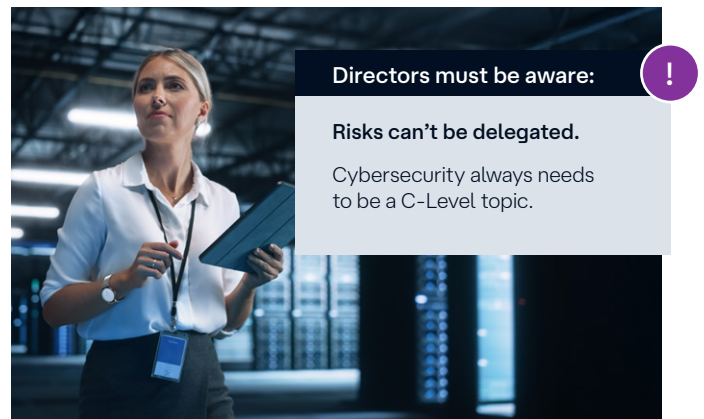 Directors must be aware:
!
Risks can’t be delegated.
Cybersecurity always needs
to be a C-Level topic.